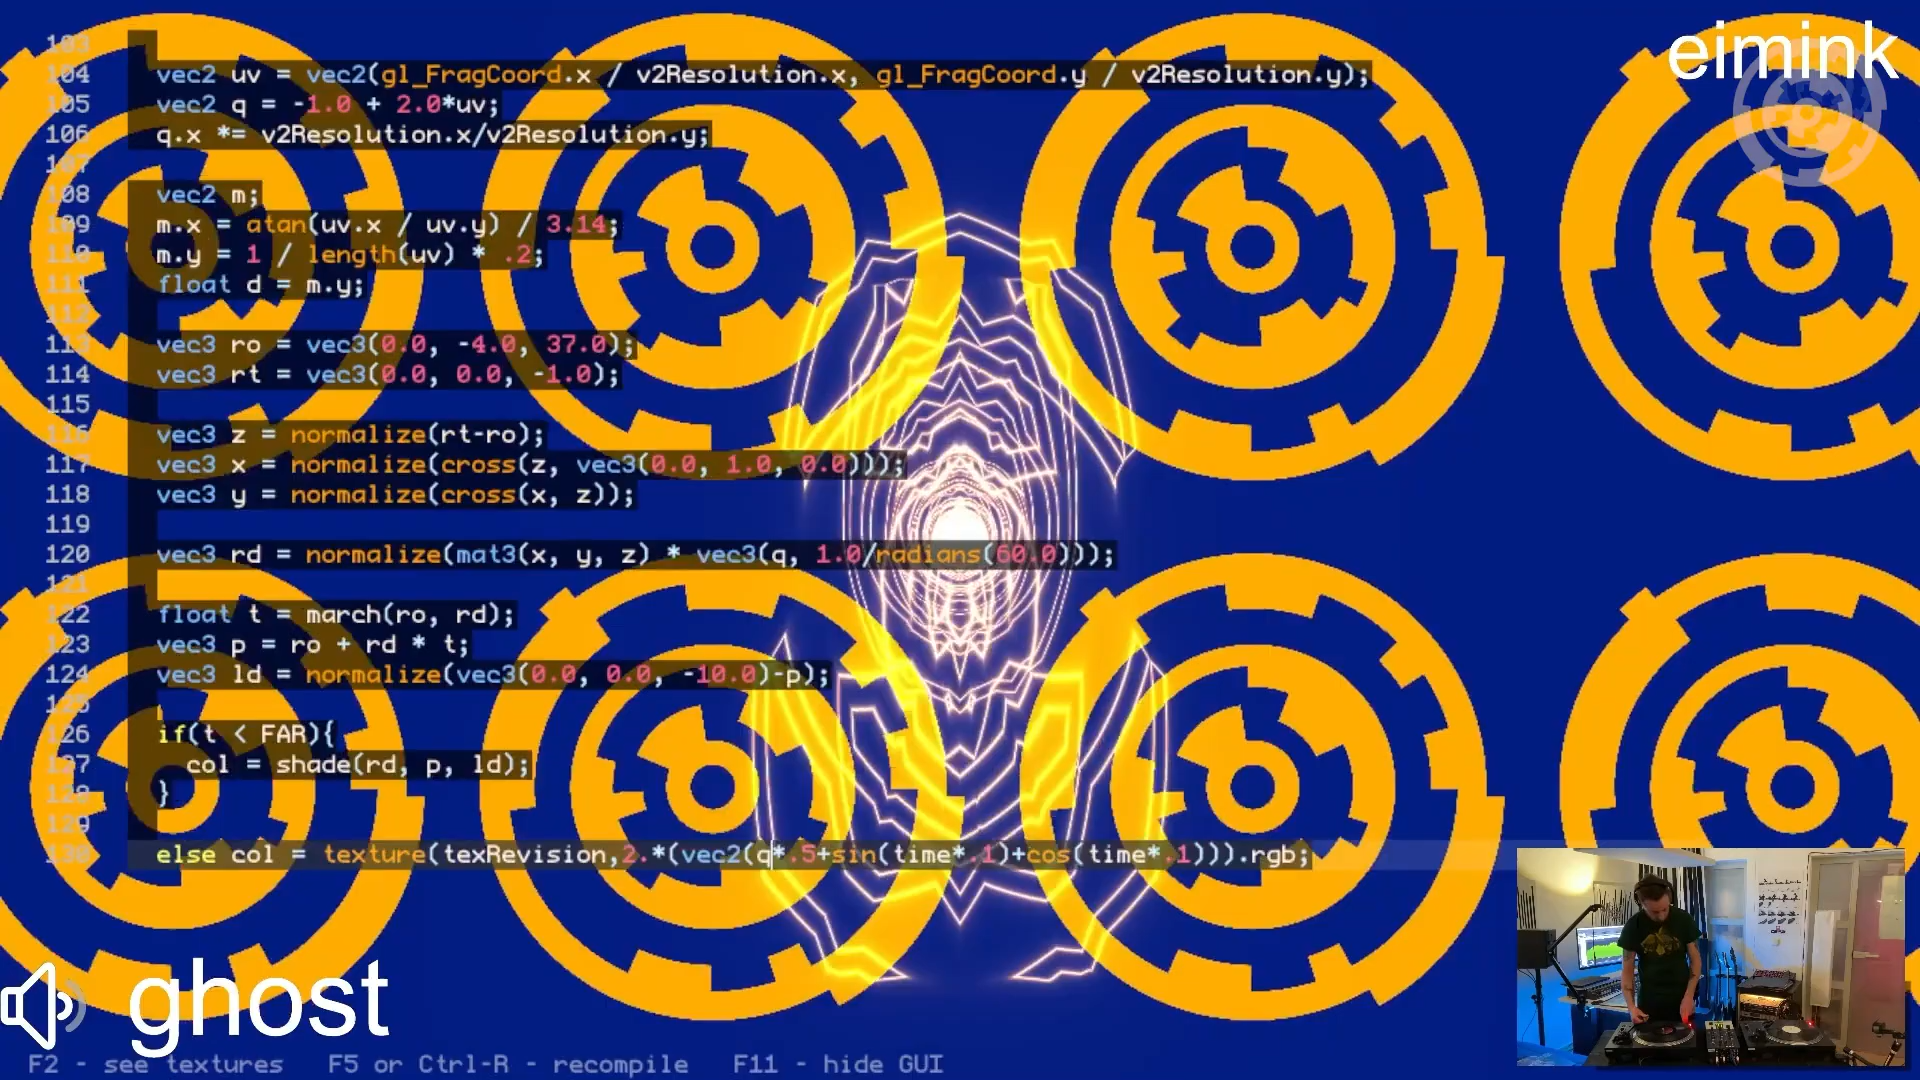 eimink
103
104 vec2 uv = vec2(gl_FragCoord.x / v2Resolution.x, gl_FragCoord.y / v2Resolution.y);
105 vec2 q = -1.0 + 2.0*uv;
106 q.x *= v2Resolution.x/v2Resolution.y;
107
108 vec2 m;
109 m.x = atan(uv.x / uv.y) / 3.14;
110 m.y = 1 / length(uv) * .2;
111 float d = m.y;
112
113 vec3 ro = vec3(0.0, -4.0, 37.0);
114 vec3 rt = vec3(0.0, 0.0, -1.0);
115
116 vec3 z = normalize(rt-ro);
117 vec3 x = normalize(cross(z, vec3(0.0, 1.0, 0.0)));
118 vec3 y = normalize(cross(x, z));
119
120 vec3 rd = normalize(mat3(x, y, z) * vec3(q, 1.0/radians(60.0)));
121
122 float t = march(ro, rd);
123 vec3 p = ro + rd * t;
124 vec3 ld = normalize(vec3(0.0, 0.0, -10.0)-p);
125
126 if(t < FAR){
127 col = shade(rd, p, ld);
128 }
129
130 else col = texture(texRevision,2.*(vec2(q*.5+sin(time*.1)+cos(time*.1))).rgb;
ghost
F2 - see textures F5 or Ctrl-R - recompile F11 - hide GUI